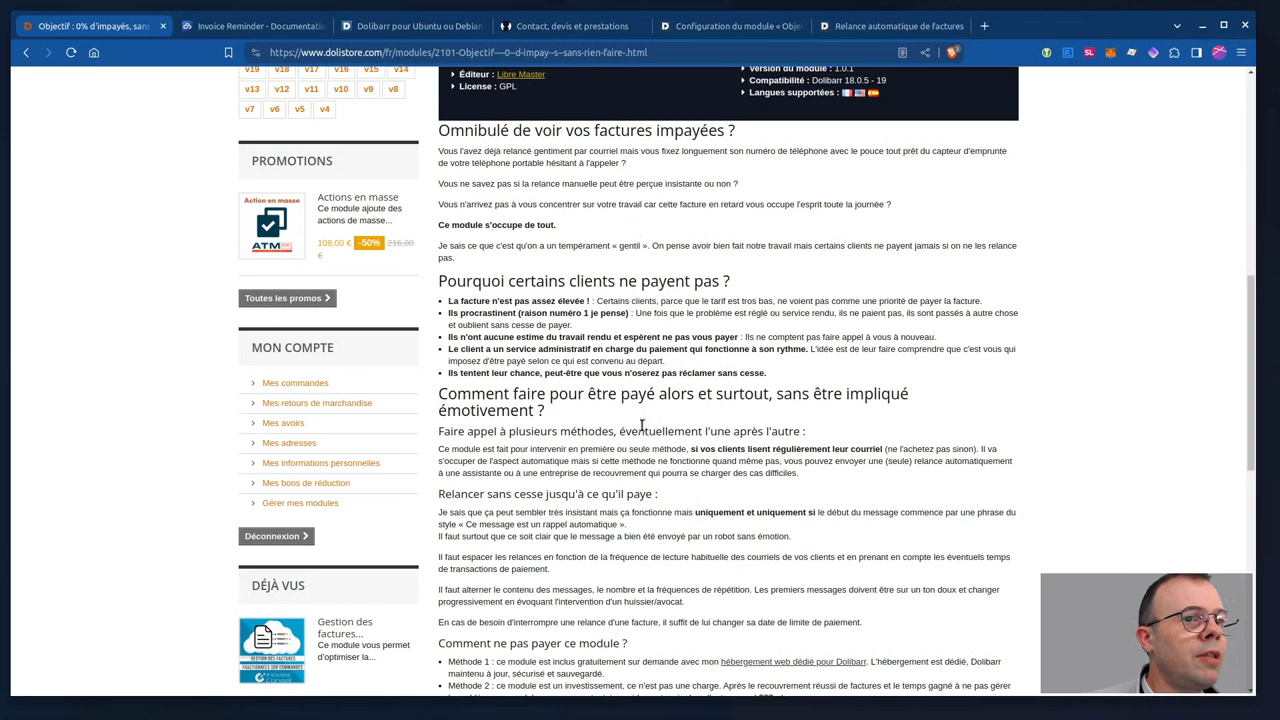 Objectif : 0% d'impayés, sans
Invoice Reminder - Documentatio
Dolibarr pour Ubuntu ou Debian
Contact, devis et prestations
Configuration du module « Obje
Relance automatique de factures
https://www.dolistore.com/fr/modules/2101-Objectif---0--d-impay--s--sans-rien-faire-.html
v19 v18 v17 v16 v15 v14
v13 v12 v11 v10 v9 v8
v7 v6 v5 v4
PROMOTIONS
Actions en masse
Ce module ajoute des
actions de masse...
Action en masse
ATM
108,00 € -50% 216,00
€
Toutes les promos
MON COMPTE
Mes commandes
Mes retours de marchandise
Mes avoirs
Mes adresses
Mes informations personnelles
Mes bons de réduction
Gérer mes modules
Déconnexion
DÉJÀ VUS
Gestion des
factures...
Ce module vous permet
d'optimiser la...
GESTION DES FACTURES
Éditeur : Libre Master
License : GPL
Version du module : 1.0.1
Compatibilité : Dolibarr 18.0.5 - 19
Langues supportées :
Omnibulé de voir vos factures impayées ?
Vous l'avez déjà relancé gentiment par courriel mais vous fixez longuement son numéro de téléphone avec le pouce tout prêt du capteur d'emprunte
de votre téléphone portable hésitant à l'appeler ?
Vous ne savez pas si la relance manuelle peut être perçue insistante ou non ?
Vous n'arrivez pas à vous concentrer sur votre travail car cette facture en retard vous occupe l'esprit toute la journée ?
Ce module s'occupe de tout.
Je sais ce que c'est qu'on a un tempérament « gentil ». On pense avoir bien fait notre travail mais certains clients ne payent jamais si on ne les relance
pas.
Pourquoi certains clients ne payent pas ?
La facture n'est pas assez élevée ! : Certains clients, parce que le tarif est tros bas, ne voient pas comme une priorité de payer la facture.
Ils procrastinent (raison numéro 1 je pense) : Une fois que le problème est réglé ou service rendu, ils ne paient pas, ils sont passés à autre chose
et oublient sans cesse de payer.
Ils n'ont aucune estime du travail rendu et espèrent ne pas vous payer : Ils ne comptent pas faire appel à vous à nouveau.
Le client a un service administratif en charge du paiement qui fonctionne à son rythme. L'idée est de leur faire comprendre que c'est vous qui
imposez d'être payé selon ce qui est convenu au départ.
Ils tentent leur chance, peut-être que vous n'oserez pas réclamer sans cesse.
Comment faire pour être payé alors et surtout, sans être impliqué
émotivement ?
Faire appel à plusieurs méthodes, éventuellement l'une après l'autre :
Ce module est fait pour intervenir en première ou seule méthode, si vos clients lisent régulièrement leur courriel (ne l'achetez pas sinon). Il va
s'occuper de l'aspect automatique mais si cette méthode ne fonctionne quand même pas, vous pouvez envoyer une (seule) relance automatiquement
à une assistante ou à une entreprise de recouvrement qui pourra se charger des cas difficiles.
Relancer sans cesse jusqu'à ce qu'il paye :
Je sais que ça peut sembler très insistant mais ça fonctionne mais uniquement et uniquement si le début du message commence par une phrase du
style « Ce message est un rappel automatique ».
Il faut surtout que ce soit clair que le message a bien été envoyé par un robot sans émotion.
Il faut espacer les relances en fonction de la fréquence de lecture habituelle des courriels de vos clients et en prenant en compte les éventuels temps
de transactions de paiement.
Il faut alterner le contenu des messages, le nombre et la fréquences de répétition. Les premiers messages doivent être sur un ton doux et changer
progressivement en évoquant l'intervention d'un huissier/avocat.
En cas de besoin d'interrompre une relance d'une facture, il suffit de lui changer sa date de limite de paiement.
Comment ne pas payer ce module ?
Méthode 1 : ce module est inclus gratuitement sur demande avec mon hébergement web dédié pour Dolibarr. L'hébergement est dédié, Dolibarr
maintenu à jour, sécurisé et sauvegardé.
Méthode 2 : ce module est un investissement, ce n'est pas une charge. Après le recouvrement réussi de factures et le temps gagné à ne pas gérer